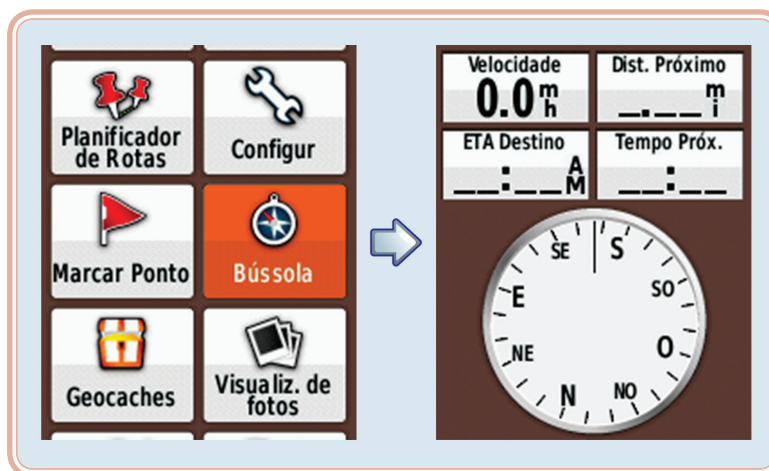 Planificador
de Rotas
Configur
Marcar Ponto
Bússola
Geocaches
Visualiz. de
fotos
Velocidade
0.0 m
h
Dist. Próximo
_._ _ m
i
ETA Destino
_ _:_ _ A
M
Tempo Próx.
_ _:_ _
SE
S
E
SO
NE
O
N
NO